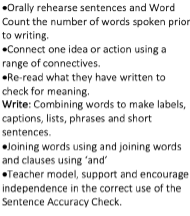 •Orally rehearse sentences and Word
Count the number of words spoken prior
to writing.
•Connect one idea or action using a
range of connectives.
•Re-read what they have written to
check for meaning.
Write: Combining words to make labels,
captions, lists, phrases and short
sentences.
•Joining words using and joining words
and clauses using ‘and’
•Teacher model, support and encourage
independence in the correct use of the
Sentence Accuracy Check.